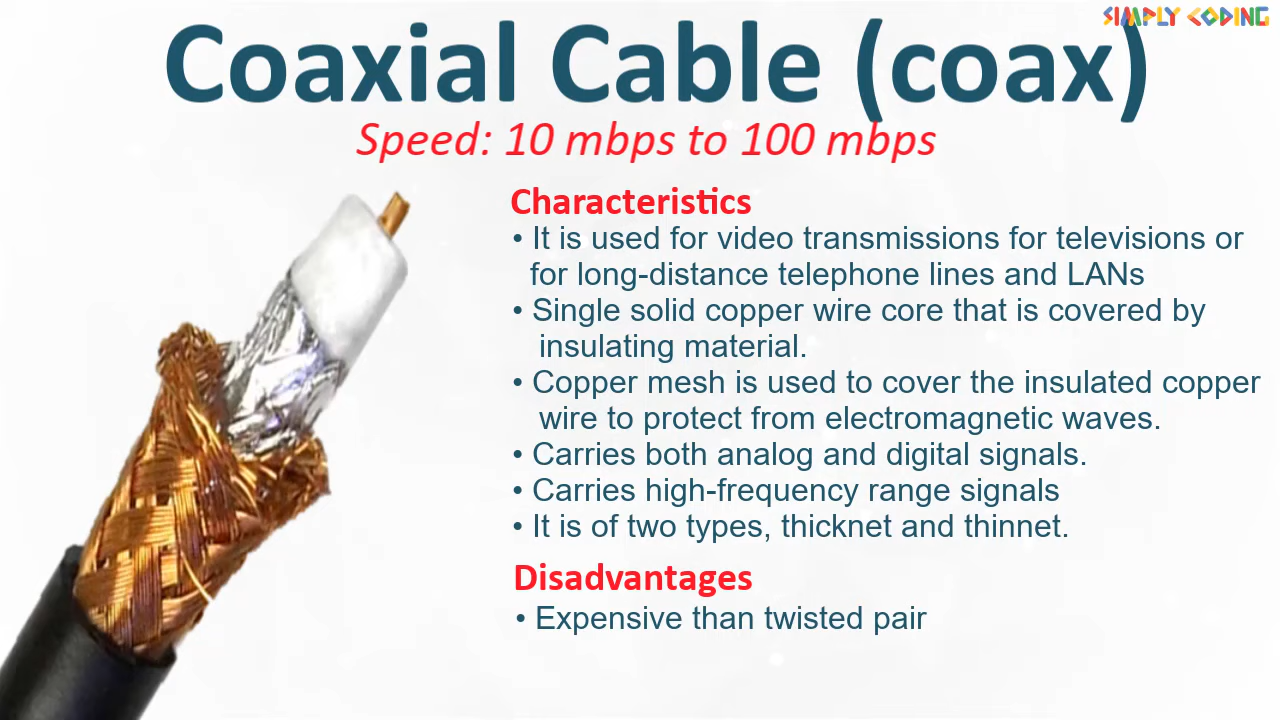 SIMPLY CODING
Coaxial Cable (coax)
Speed: 10 mbps to 100 mbps
Characteristics
• It is used for video transmissions for televisions or
for long-distance telephone lines and LANs
• Single solid copper wire core that is covered by
insulating material.
• Copper mesh is used to cover the insulated copper
wire to protect from electromagnetic waves.
• Carries both analog and digital signals.
• Carries high-frequency range signals
• It is of two types, thicknet and thinnet.
Disadvantages
• Expensive than twisted pair